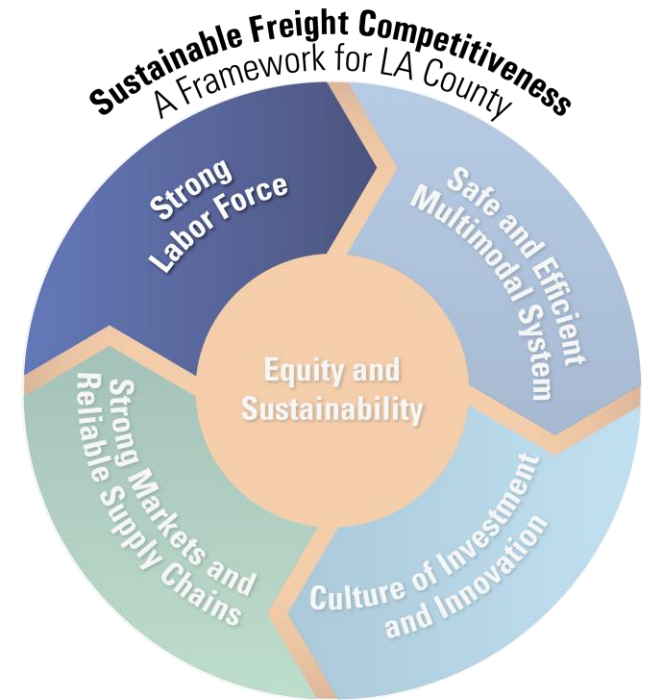 Sustainable Freight Competitiveness
A Framework for LA County
Strong
Labor Force
Safe and Efficient
Multimodal System
Equity and
Sustainability
Strong Markets and
Reliable Supply Chains
Culture of Investment
and Innovation